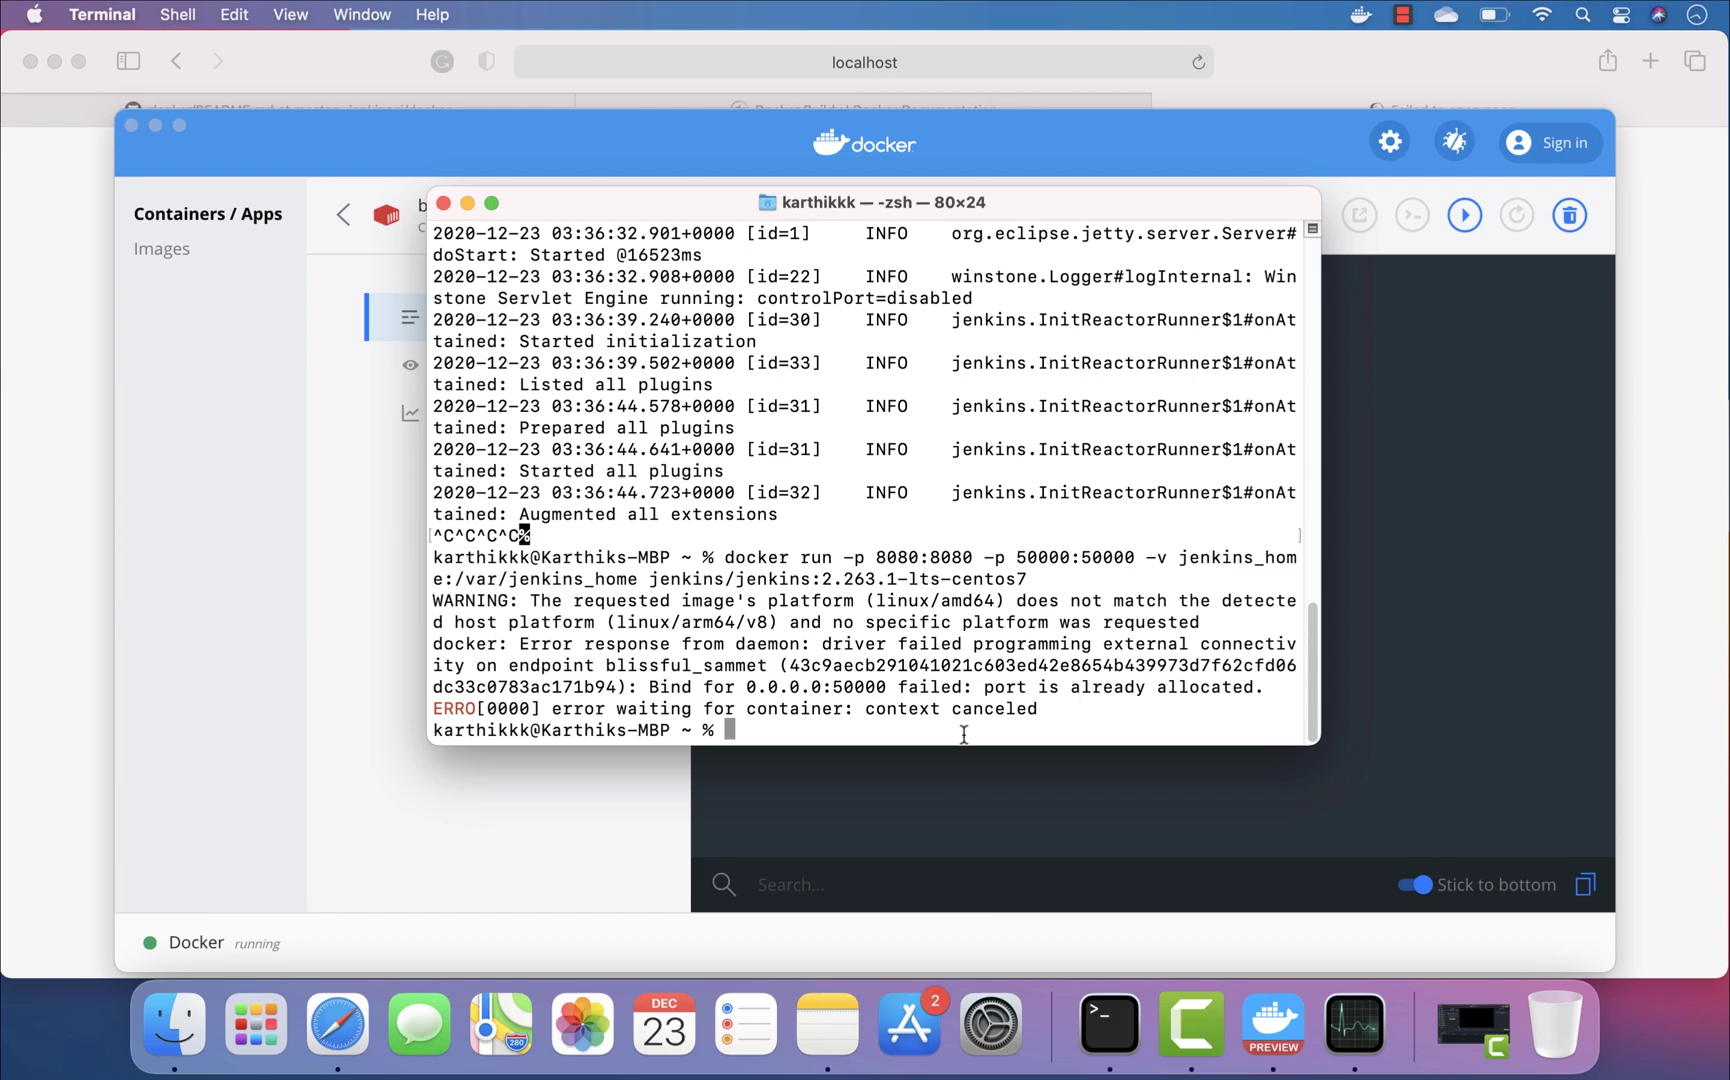 Terminal Shell Edit View Window Help
localhost
docker
Sign in
Containers / Apps
Images
karthikkk — -zsh — 80×24
2020-12-23 03:36:32.901+0000 [id=1] INFO org.eclipse.jetty.server.Server#
doStart: Started @16523ms
2020-12-23 03:36:32.908+0000 [id=22] INFO winstone.Logger#logInternal: Win
stone Servlet Engine running: controlPort=disabled
2020-12-23 03:36:39.240+0000 [id=30] INFO jenkins.InitReactorRunner$1#onAt
tained: Started initialization
2020-12-23 03:36:39.502+0000 [id=33] INFO jenkins.InitReactorRunner$1#onAt
tained: Listed all plugins
2020-12-23 03:36:44.578+0000 [id=31] INFO jenkins.InitReactorRunner$1#onAt
tained: Prepared all plugins
2020-12-23 03:36:44.641+0000 [id=31] INFO jenkins.InitReactorRunner$1#onAt
tained: Started all plugins
2020-12-23 03:36:44.723+0000 [id=32] INFO jenkins.InitReactorRunner$1#onAt
tained: Augmented all extensions
^C^C^C^C%
karthikkk@Karthiks-MBP ~ % docker run -p 8080:8080 -p 50000:50000 -v jenkins_hom
e:/var/jenkins_home jenkins/jenkins:2.263.1-lts-centos7
WARNING: The requested image's platform (linux/amd64) does not match the detecte
d host platform (linux/arm64/v8) and no specific platform was requested
docker: Error response from daemon: driver failed programming external connectiv
ity on endpoint blissful_sammet (43c9aecb291041021c603ed42e8654b439973d7f62cfd06
dc33c0783ac171b94): Bind for 0.0.0.0:50000 failed: port is already allocated.
ERRO[0000] error waiting for container: context canceled
karthikkk@Karthiks-MBP ~ %
Search...
Stick to bottom
Docker running
280
DEC
23
2
PREVIEW